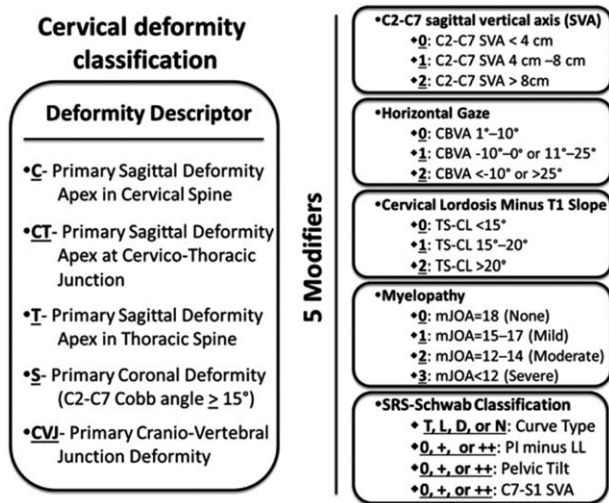 Cervical deformity
classification
Deformity Descriptor
•C- Primary Sagittal Deformity
Apex in Cervical Spine
•CT- Primary Sagittal Deformity
Apex at Cervico-Thoracic
Junction
•T- Primary Sagittal Deformity
Apex in Thoracic Spine
•S- Primary Coronal Deformity
(C2-C7 Cobb angle ≥ 15°)
•CVJ- Primary Cranio-Vertebral
Junction Deformity
5 Modifiers
•C2-C7 sagittal vertical axis (SVA)
◆0: C2-C7 SVA < 4 cm
◆1: C2-C7 SVA 4 cm –8 cm
◆2: C2-C7 SVA > 8cm
•Horizontal Gaze
◆0: CBVA 1°–10°
◆1: CBVA -10°–0° or 11°–25°
◆2: CBVA <-10° or >25°
•Cervical Lordosis Minus T1 Slope
◆0: TS-CL <15°
◆1: TS-CL 15°–20°
◆2: TS-CL >20°
•Myelopathy
◆0: mJOA=18 (None)
◆1: mJOA=15–17 (Mild)
◆2: mJOA=12–14 (Moderate)
◆3: mJOA<12 (Severe)
•SRS-Schwab Classification
T, L, D, or N: Curve Type
0, +, or ++: PI minus LL
0, +, or ++: Pelvic Tilt
0, +, or ++: C7-S1 SVA